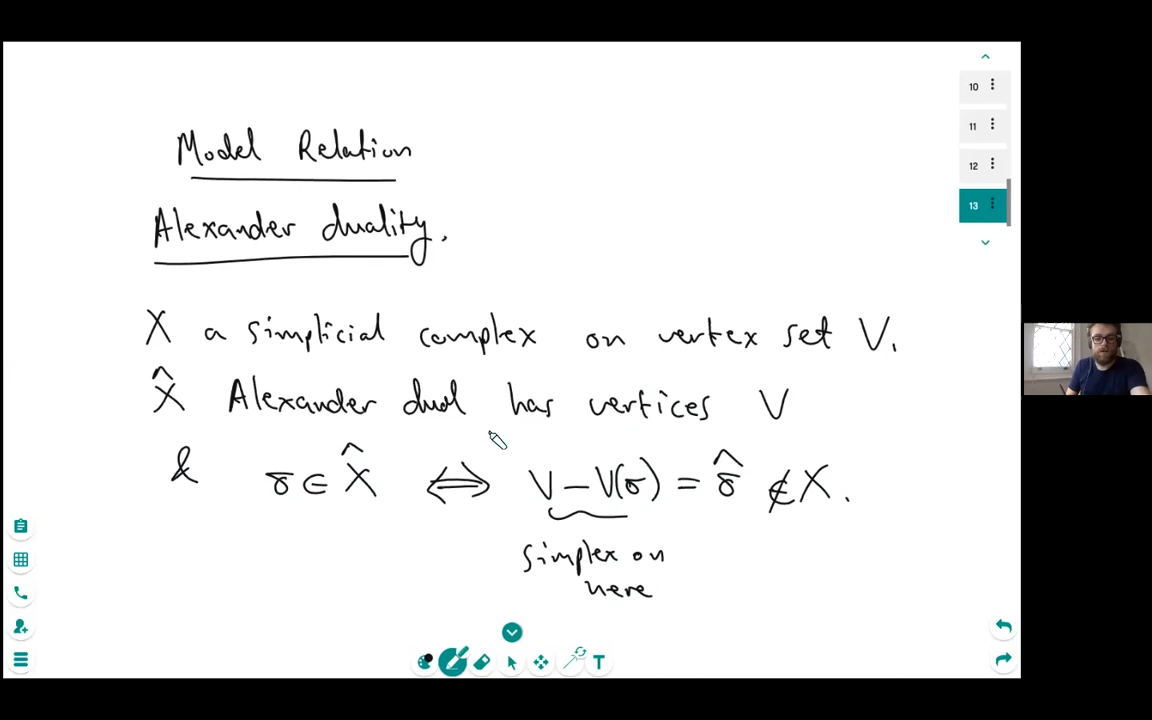 Model Relation
Alexander duality.
X a simplicial complex on vertex set V.
X̂ Alexander dual has vertices V
& σ ∈ X̂ ⟺ V − V(σ) = σ̂ ∉ X.
simplex on
here
10
11
12
13
T